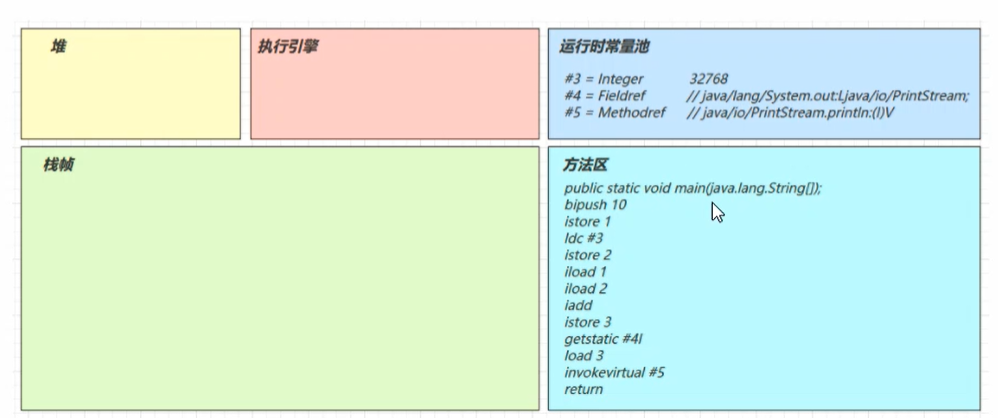 堆
执行引擎
运行时常量池
#3 = Integer 32768
#4 = Fieldref // java/lang/System.out:Ljava/io/PrintStream;
#5 = Methodref // java/io/PrintStream.println:(I)V
栈帧
方法区
public static void main(java.lang.String[]);
bipush 10
istore 1
ldc #3
istore 2
iload 1
iload 2
iadd
istore 3
getstatic #4I
load 3
invokevirtual #5
return